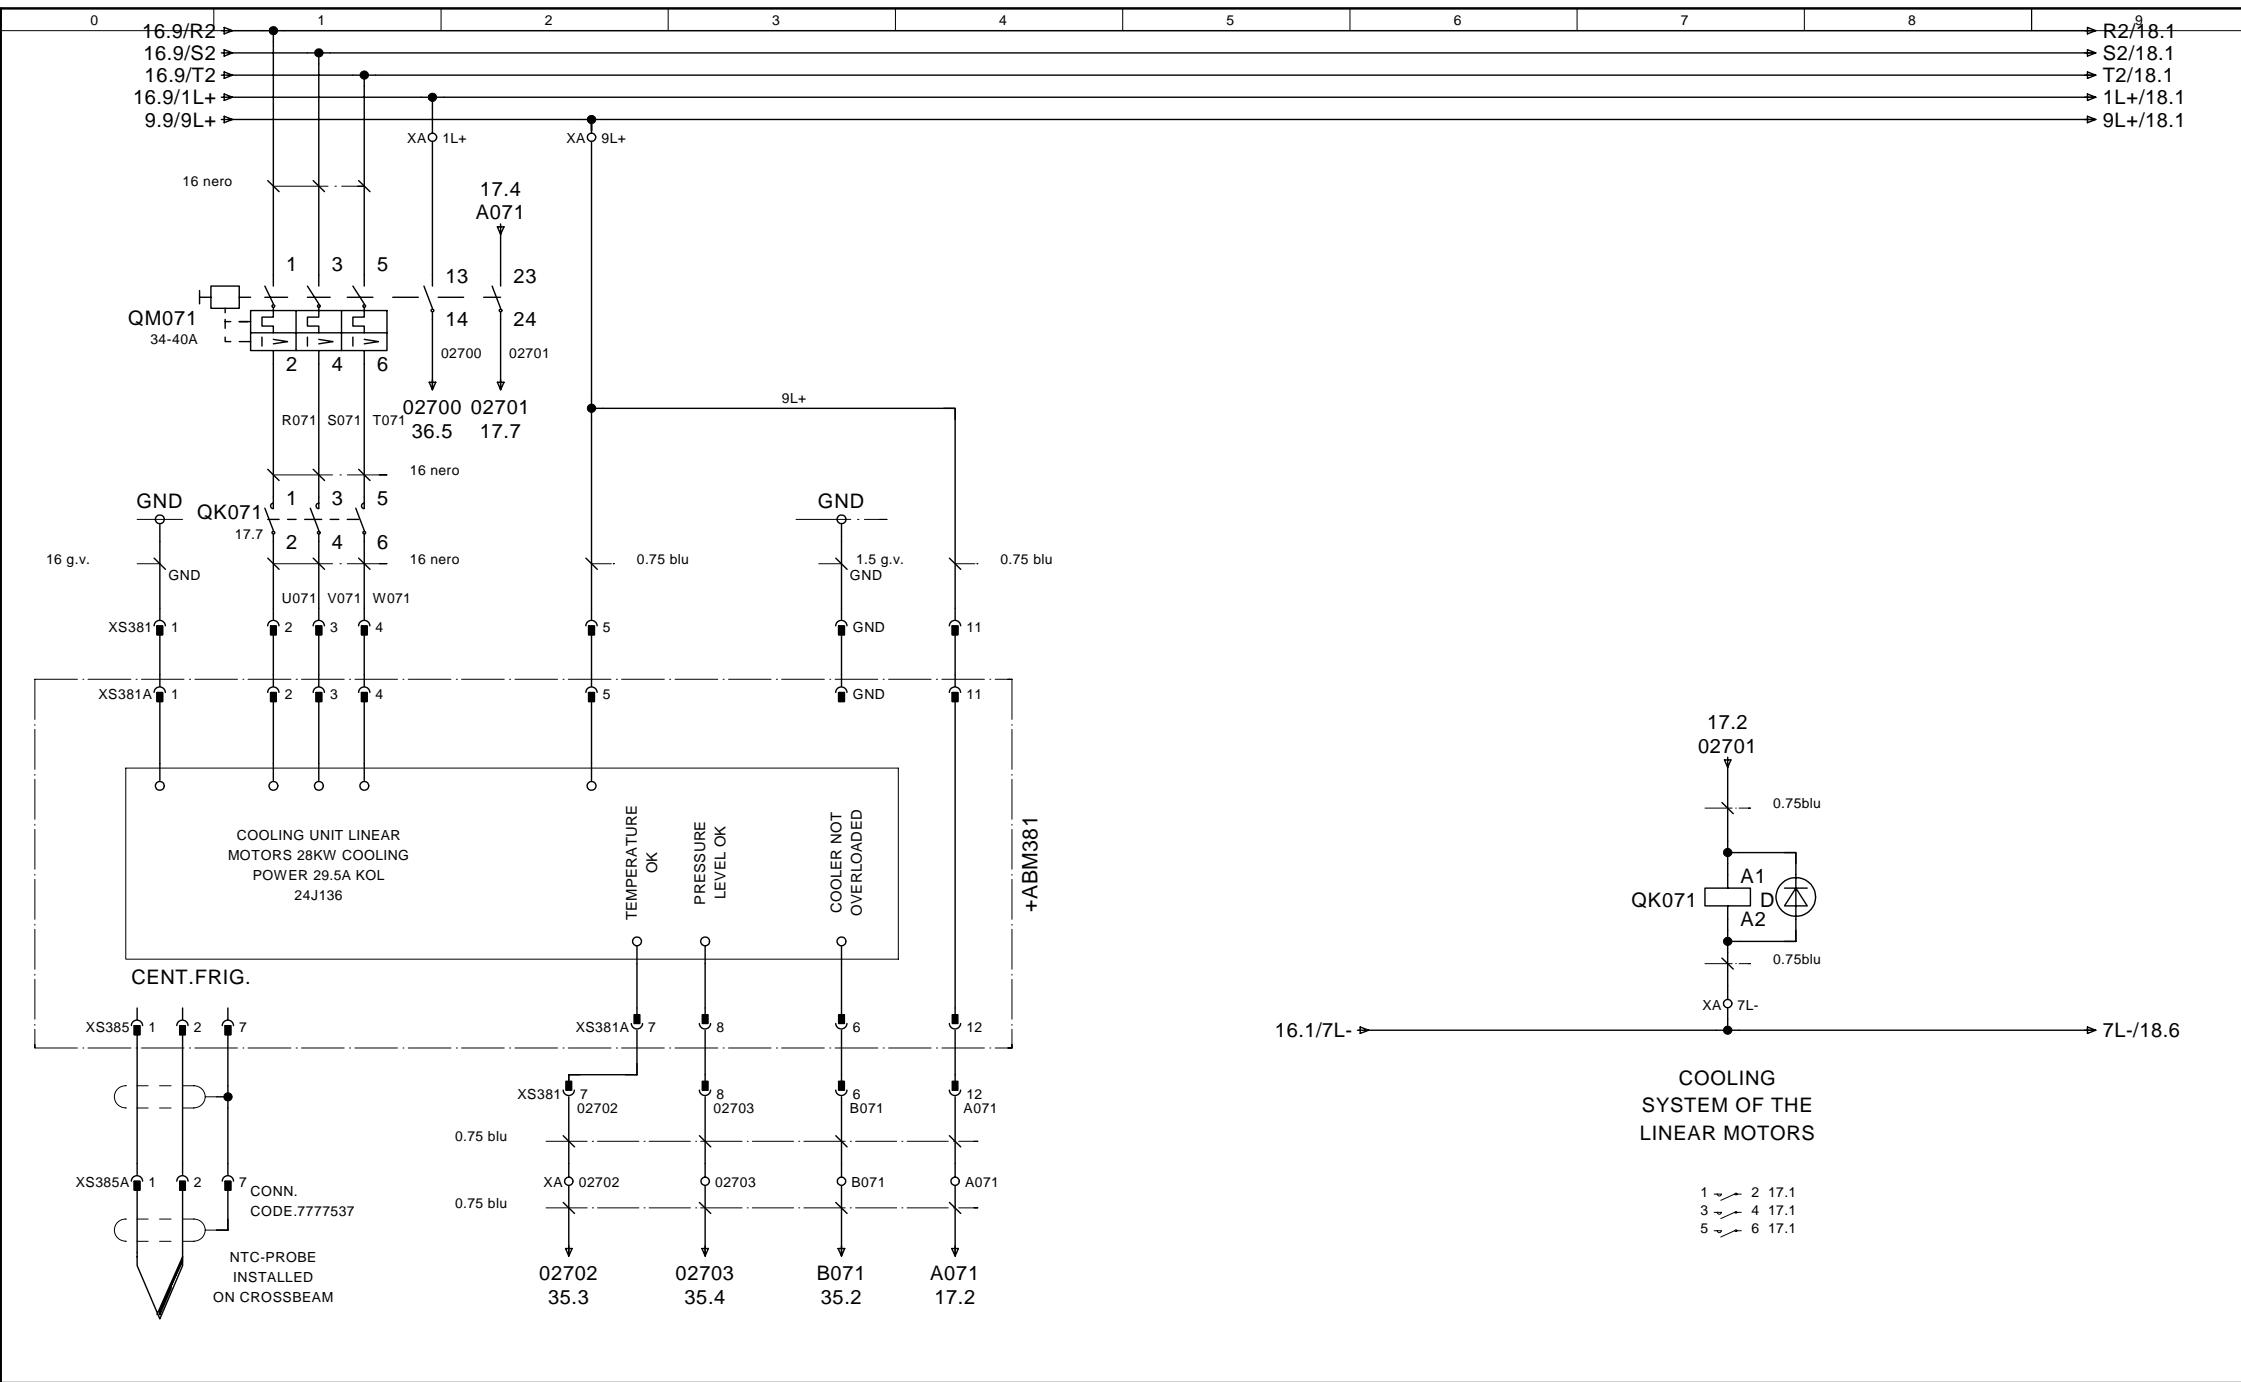 0 1 2 3 4 5 6 7 8 9
16.9/R2 R2/18.1
16.9/S2 S2/18.1
16.9/T2 T2/18.1
16.9/1L+ 1L+/18.1
9.9/9L+ 9L+/18.1
XA 1L+ XA 9L+
16 nero
17.4
A071
1 3 5 13 23
QM071
34-40A
14 24
02700 02701
2 4 6
02700 02701
36.5 17.7
9L+
R071 S071 T071
16 nero
GND
QK071
17.7
1 3 5
2 4 6
GND
16 g.v.
GND
16 nero
0.75 blu
1.5 g.v.
GND
0.75 blu
U071 V071 W071
XS381 1 2 3 4 5 GND 11
XS381A 1 2 3 4 5 GND 11
COOLING UNIT LINEAR
MOTORS 28KW COOLING
POWER 29.5A KOL
24J136
TEMPERATURE
OK
PRESSURE
LEVEL OK
COOLER NOT
OVERLOADED
+ABM381
CENT.FRIG.
XS385 1 2 7
XS381A 7 8 6 12
XS381 7 8 6 12
02702 02703 B071 A071
0.75 blu
XS385A 1 2 7
CONN.
CODE.7777537
XA 02702 02703 B071 A071
0.75 blu
NTC-PROBE
INSTALLED
ON CROSSBEAM
02702 02703 B071 A071
35.3 35.4 35.2 17.2
17.2
02701
0.75blu
A1
QK071 D
A2
0.75blu
XA 7L-
16.1/7L- 7L-/18.6
COOLING
SYSTEM OF THE
LINEAR MOTORS
1 2 17.1
3 4 17.1
5 6 17.1